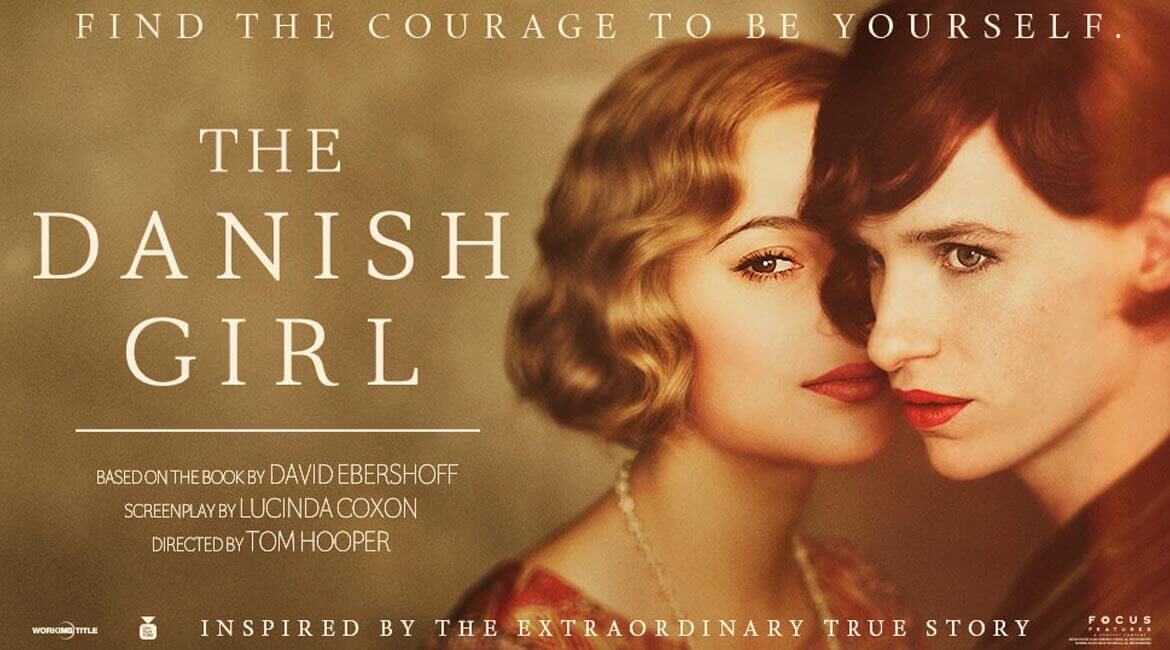 FIND THE COURAGE TO BE YOURSELF.
THE
DANISH
GIRL
BASED ON THE BOOK BY DAVID EBERSHOFF
SCREENPLAY BY LUCINDA COXON
DIRECTED BY TOM HOOPER
WORKING TITLE
INSPIRED BY THE EXTRAORDINARY TRUE STORY
FOCUS
FEATURES